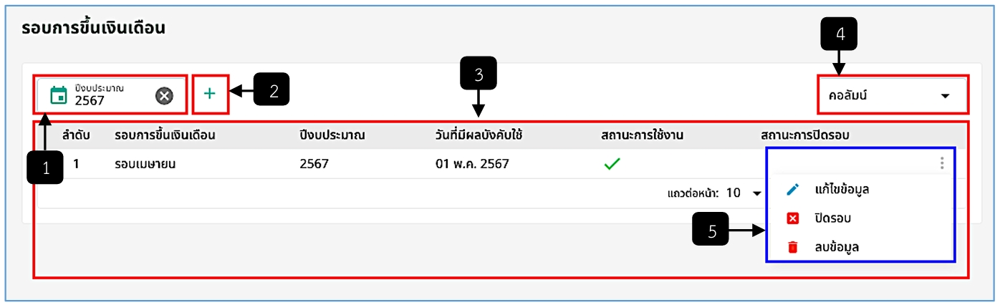 รอบการขึ้นเงินเดือน
4
3
ปีงบประมาณ
2567
+
2
คอลัมน์
ลำดับ รอบการขึ้นเงินเดือน ปีงบประมาณ วันที่มีผลบังคับใช้ สถานะการใช้งาน สถานะการปิดรอบ
1
1 รอบเมษายน 2567 01 พ.ค. 2567
แถวต่อหน้า: 10
แก้ไขข้อมูล
5
ปิดรอบ
ลบข้อมูล